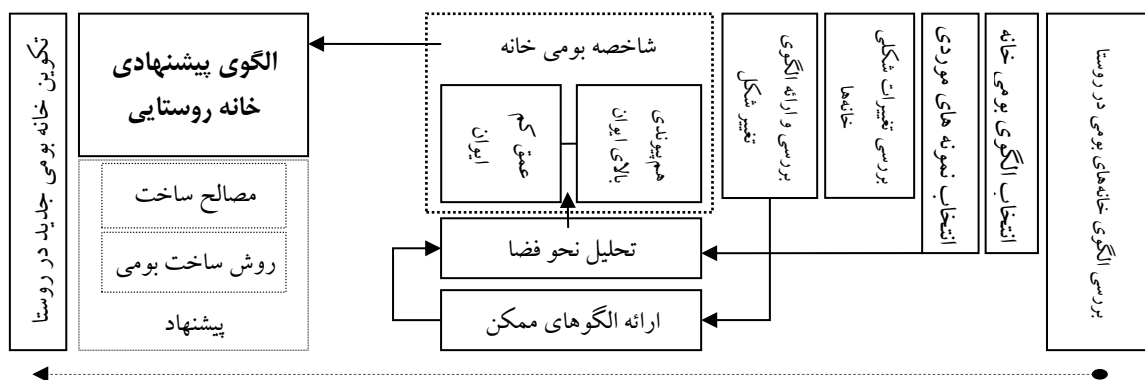 بررسی الگوی خانه‌های بومی در روستا
انتخاب الگوی بومی خانه
انتخاب نمونه های موردی
بررسی تغییرات شکلی
خانه‌ها
بررسی و ارائه الگوی
تغییر شکل
شاخصه بومی خانه
هم‌پیوندی
بالای ایوان
عمق کم
ایوان
تحلیل نحو فضا
ارائه الگوهای ممکن
الگوی پیشنهادی
خانه روستایی
مصالح ساخت
روش ساخت بومی
پیشنهاد
تکوین خانه بومی جدید در روستا